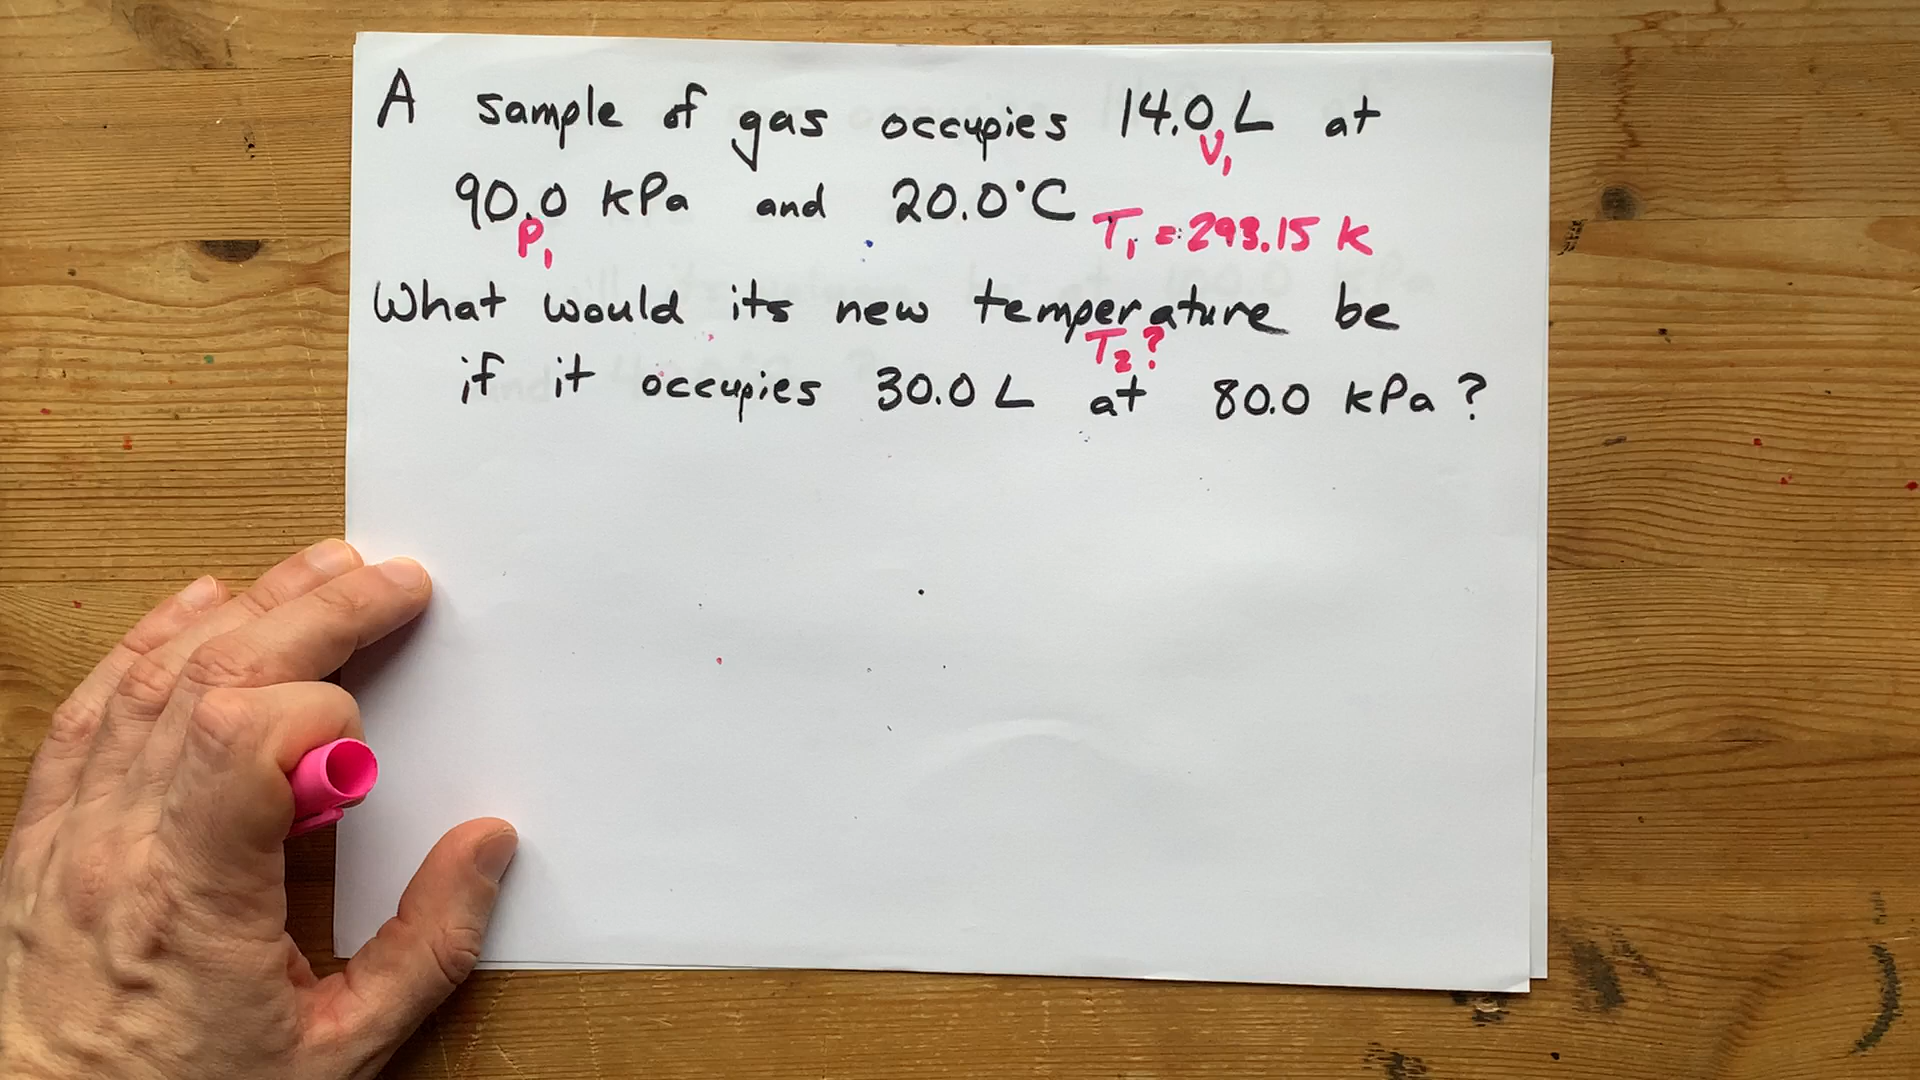 A sample of gas occupies 14.0 L at
V₁
90.0 kPa and 20.0°C T₁ = 293.15 K
P₁
What would its new temperature be
T₂?
if it occupies 30.0 L at 80.0 kPa?